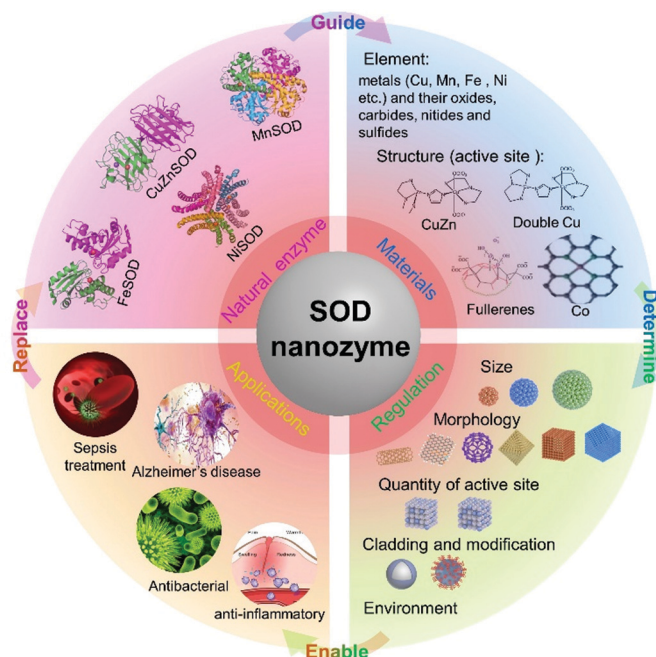 Guide
MnSOD
CuZnSOD
NiSOD
FeSOD
Natural enzyme
Element:
metals (Cu, Mn, Fe , Ni
etc.) and their oxides,
carbides, nitides and
sulfides
Structure (active site ):
CuZn
Double Cu
Fullerenes
Co
Materials
Replace
SOD
nanozyme
Determine
Applications
Sepsis
treatment
Alzheimer's disease
Antibacterial
Swelling
Redness
anti-inflammatory
Regulation
Size
Morphology
Quantity of active site
Cladding and modification
Environment
Enable